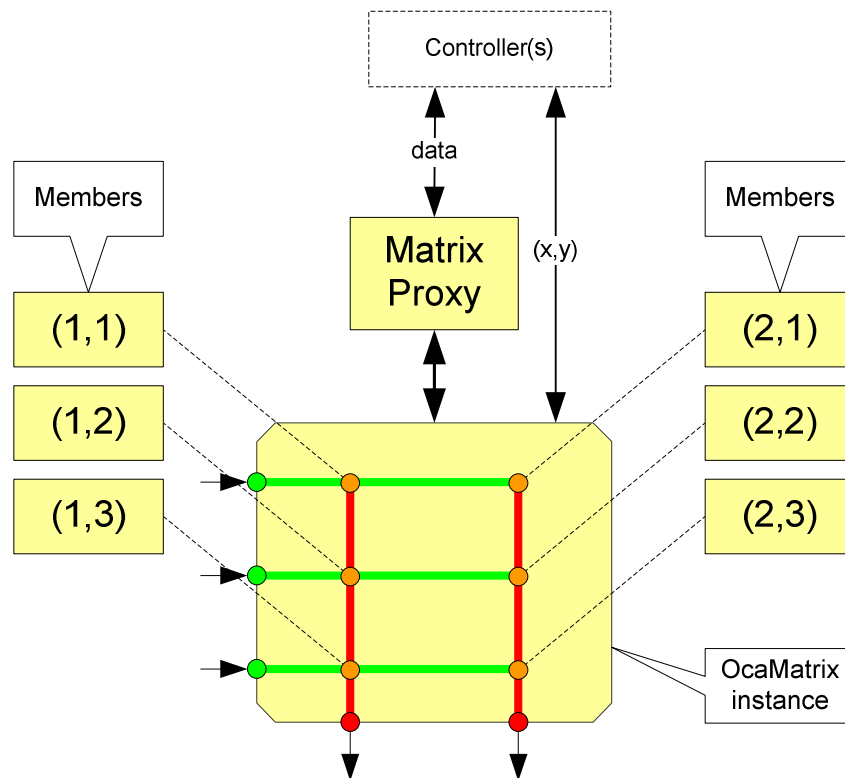 Controller(s)
data
(x,y)
Members
Members
Matrix
Proxy
(1,1)
(2,1)
(1,2)
(2,2)
(1,3)
(2,3)
OcaMatrix
instance